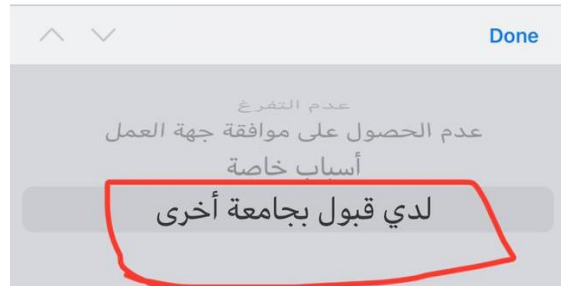 Done
عدم التفرغ
عدم الحصول على موافقة جهة العمل
أسباب خاصة
لدي قبول بجامعة أخرى